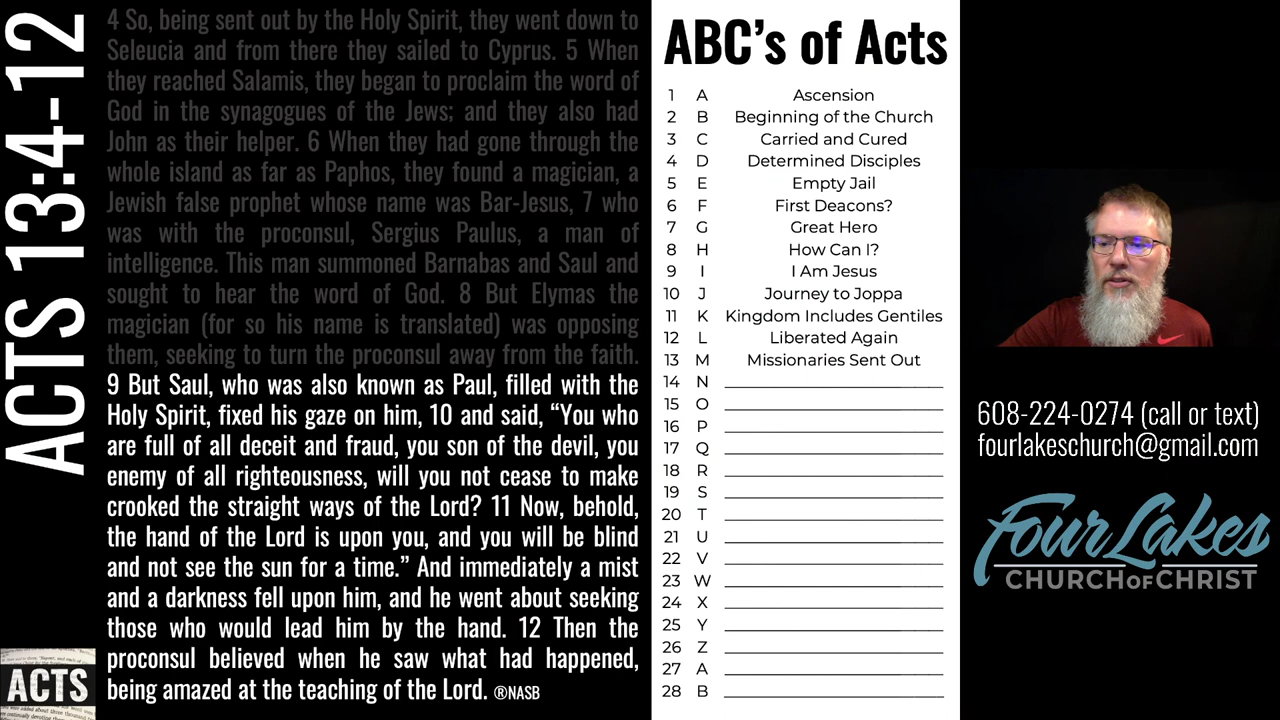 ACTS 13:4-12
4 So, being sent out by the Holy Spirit, they went down to
Seleucia and from there they sailed to Cyprus. 5 When
they reached Salamis, they began to proclaim the word of
God in the synagogues of the Jews; and they also had
John as their helper. 6 When they had gone through the
whole island as far as Paphos, they found a magician, a
Jewish false prophet whose name was Bar-Jesus, 7 who
was with the proconsul, Sergius Paulus, a man of
intelligence. This man summoned Barnabas and Saul and
sought to hear the word of God. 8 But Elymas the
magician (for so his name is translated) was opposing
them, seeking to turn the proconsul away from the faith.
9 But Saul, who was also known as Paul, filled with the
Holy Spirit, fixed his gaze on him, 10 and said, “You who
are full of all deceit and fraud, you son of the devil, you
enemy of all righteousness, will you not cease to make
crooked the straight ways of the Lord? 11 Now, behold,
the hand of the Lord is upon you, and you will be blind
and not see the sun for a time.” And immediately a mist
and a darkness fell upon him, and he went about seeking
those who would lead him by the hand. 12 Then the
proconsul believed when he saw what had happened,
being amazed at the teaching of the Lord. ®NASB
ACTS
ABC’s of Acts
1 A Ascension
2 B Beginning of the Church
3 C Carried and Cured
4 D Determined Disciples
5 E Empty Jail
6 F First Deacons?
7 G Great Hero
8 H How Can I?
9 I I Am Jesus
10 J Journey to Joppa
11 K Kingdom Includes Gentiles
12 L Liberated Again
13 M Missionaries Sent Out
14 N
15 O
16 P
17 Q
18 R
19 S
20 T
21 U
22 V
23 W
24 X
25 Y
26 Z
27 A
28 B
608-224-0274 (call or text)
fourlakeschurch@gmail.com
Four Lakes
CHURCH OF CHRIST